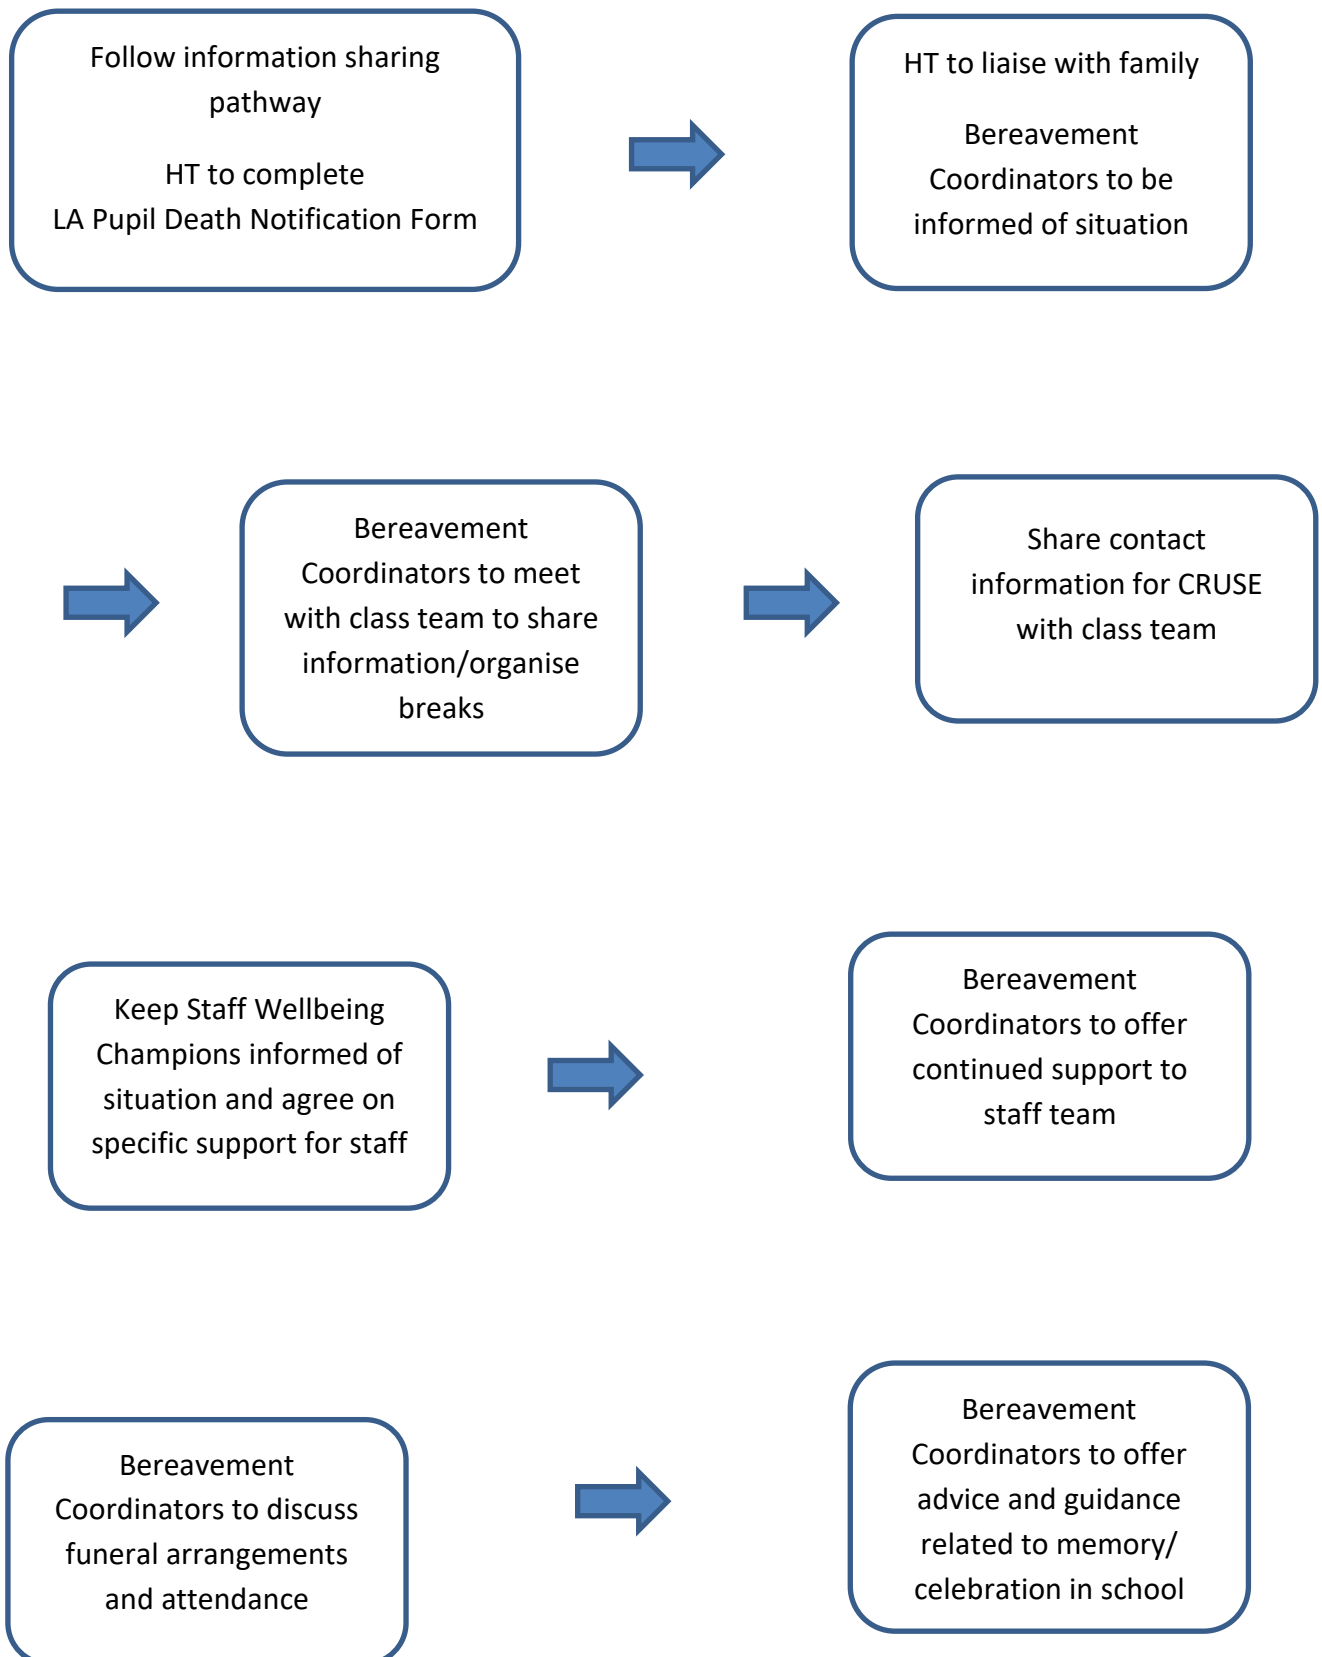 Follow information sharing
pathway
HT to complete
LA Pupil Death Notification Form
HT to liaise with family
Bereavement
Coordinators to be
informed of situation
Bereavement
Coordinators to meet
with class team to share
information/organise
breaks
Share contact
information for CRUSE
with class team
Keep Staff Wellbeing
Champions informed of
situation and agree on
specific support for staff
Bereavement
Coordinators to offer
continued support to
staff team
Bereavement
Coordinators to discuss
funeral arrangements
and attendance
Bereavement
Coordinators to offer
advice and guidance
related to memory/
celebration in school